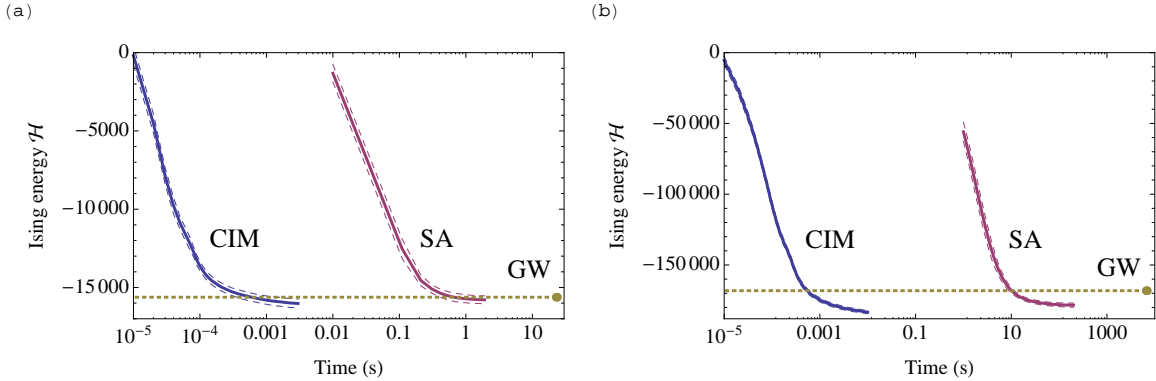 (a)
Ising energy ℋ
0
−5000
−10 000
−15 000
CIM
SA
GW
10⁻⁵
10⁻⁴
0.001
0.01
0.1
1
10
Time (s)
(b)
Ising energy ℋ
0
−50 000
−100 000
−150 000
CIM
SA
GW
10⁻⁵
0.001
0.1
10
1000
Time (s)